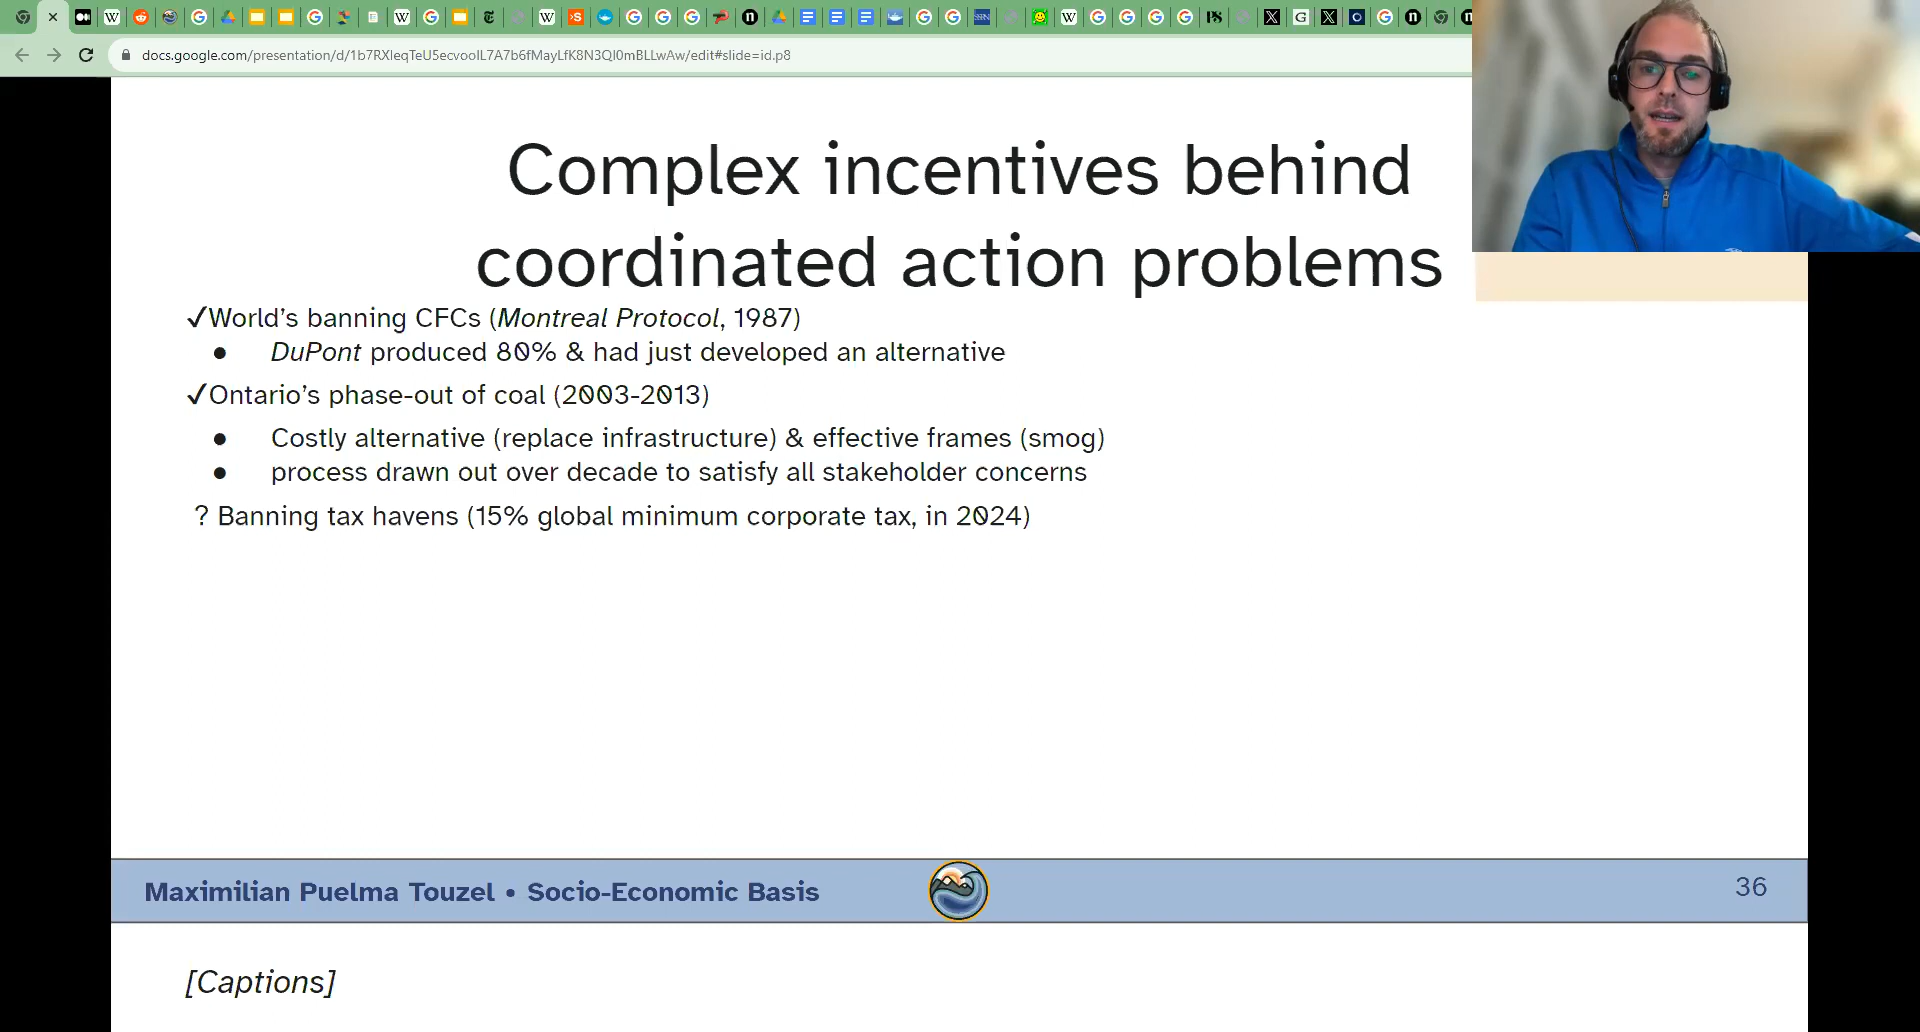 docs.google.com/presentation/d/1b7RXleqTeU5ecvooIL7A7b6fMayLfK8N3QI0mBLLwAw/edit#slide=id.p8
Complex incentives behind
coordinated action problems
✓World's banning CFCs (Montreal Protocol, 1987)
● DuPont produced 80% & had just developed an alternative
✓Ontario's phase-out of coal (2003-2013)
● Costly alternative (replace infrastructure) & effective frames (smog)
● process drawn out over decade to satisfy all stakeholder concerns
? Banning tax havens (15% global minimum corporate tax, in 2024)
Maximilian Puelma Touzel • Socio-Economic Basis
36
[Captions]